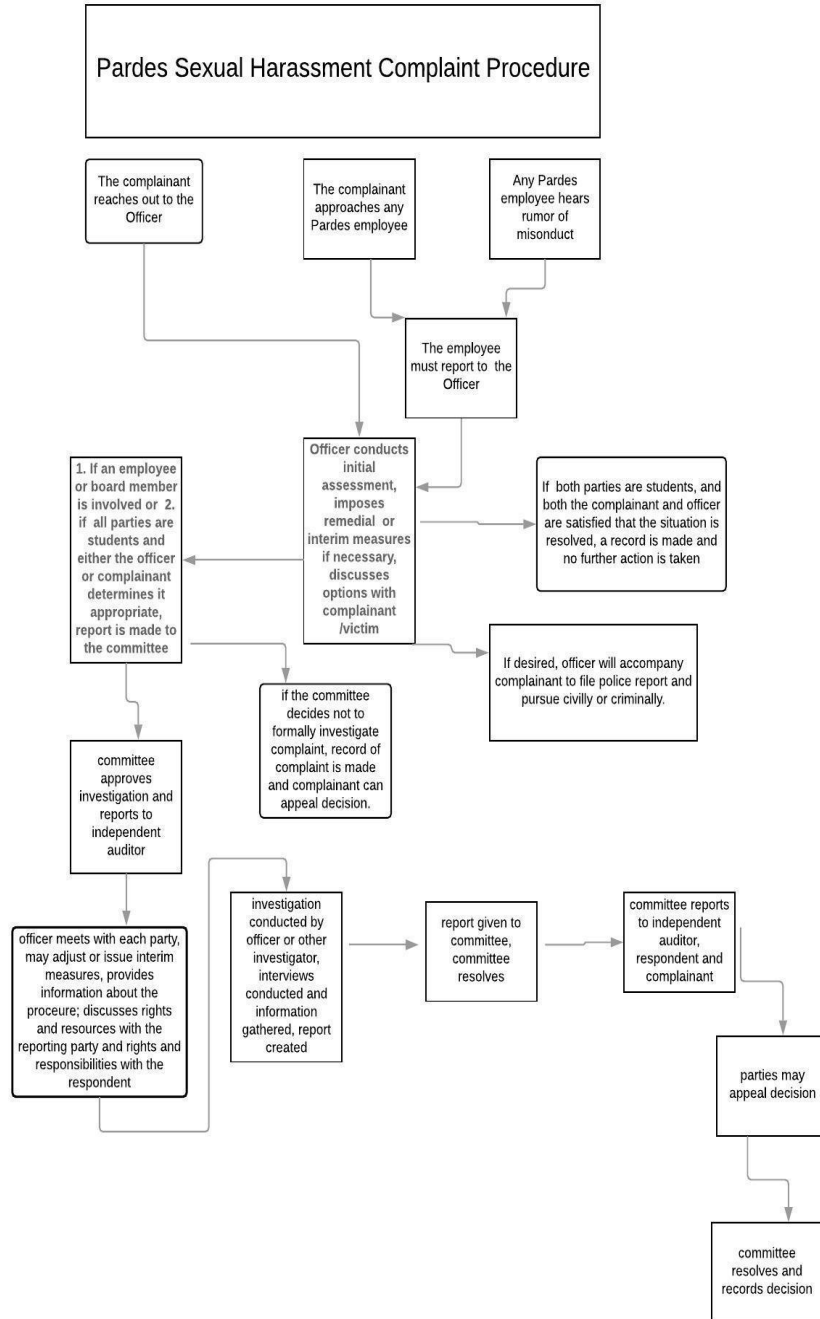 Pardes Sexual Harassment Complaint Procedure
The complainant
reaches out to the
Officer
The complainant
approaches any
Pardes employee
Any Pardes
employee hears
rumor of
misonduct
The employee
must report to the
Officer
1. If an employee
or board member
is involved or 2.
if all parties are
students and
either the officer
or complainant
determines it
appropriate,
report is made to
the committee
Officer conducts
initial
assessment,
imposes
remedial or
interim measures
if necessary,
discusses
options with
complainant
/victim
If both parties are students, and
both the complainant and officer
are satisfied that the situation is
resolved, a record is made and
no further action is taken
If desired, officer will accompany
complainant to file police report and
pursue civilly or criminally.
if the committee
decides not to
formally investigate
complaint, record of
complaint is made
and complainant can
appeal decision.
committee
approves
investigation and
reports to
independent
auditor
officer meets with each party,
may adjust or issue interim
measures, provides
information about the
proceure; discusses rights
and resources with the
reporting party and rights and
responsibilities with the
respondent
investigation
conducted by
officer or other
investigator,
interviews
conducted and
information
gathered, report
created
report given to
committee,
committee
resolves
committee reports
to independent
auditor,
respondent and
complainant
parties may
appeal decision
committee
resolves and
records decision